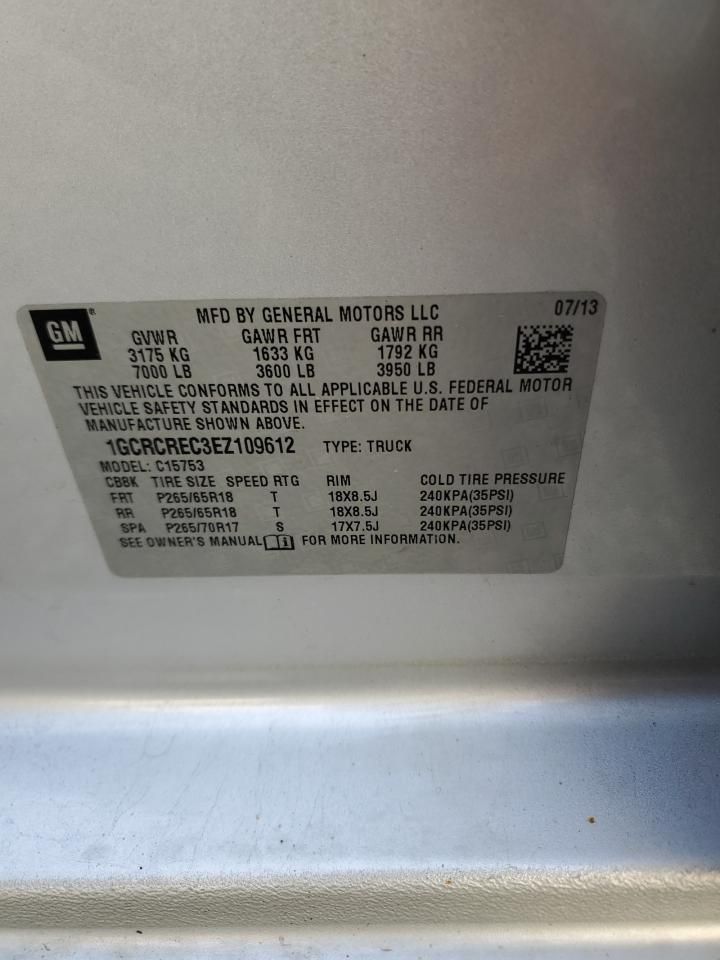 GM ®
MFD BY GENERAL MOTORS LLC 07/13
GVWR GAWR FRT GAWR RR
3175 KG 1633 KG 1792 KG
7000 LB 3600 LB 3950 LB
THIS VEHICLE CONFORMS TO ALL APPLICABLE U.S. FEDERAL MOTOR
VEHICLE SAFETY STANDARDS IN EFFECT ON THE DATE OF
MANUFACTURE SHOWN ABOVE.
1GCRCREC3EZ109612 TYPE: TRUCK
MODEL: C15753
CBBK TIRE SIZE SPEED RTG RIM COLD TIRE PRESSURE
FRT P265/65R18 T 18X8.5J 240KPA(35PSI)
RR P265/65R18 T 18X8.5J 240KPA(35PSI)
SPA P265/70R17 S 17X7.5J 240KPA(35PSI)
SEE OWNER'S MANUAL i FOR MORE INFORMATION.